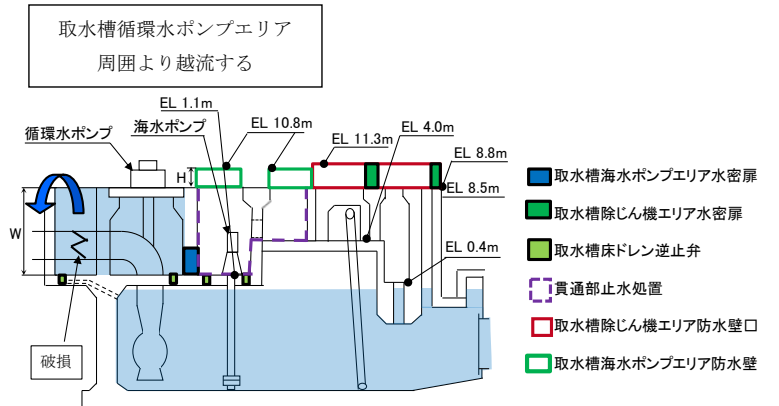 取水槽循環水ポンプエリア
周囲より越流する
EL 1.1m
海水ポンプ
EL 10.8m
EL 11.3m
EL 4.0m
循環水ポンプ
H
EL 8.8m
EL 8.5m
W
EL 0.4m
破損
取水槽海水ポンプエリア水密扉
取水槽除じん機エリア水密扉
取水槽床ドレン逆止弁
貫通部止水処置
取水槽除じん機エリア防水壁口
取水槽海水ポンプエリア防水壁